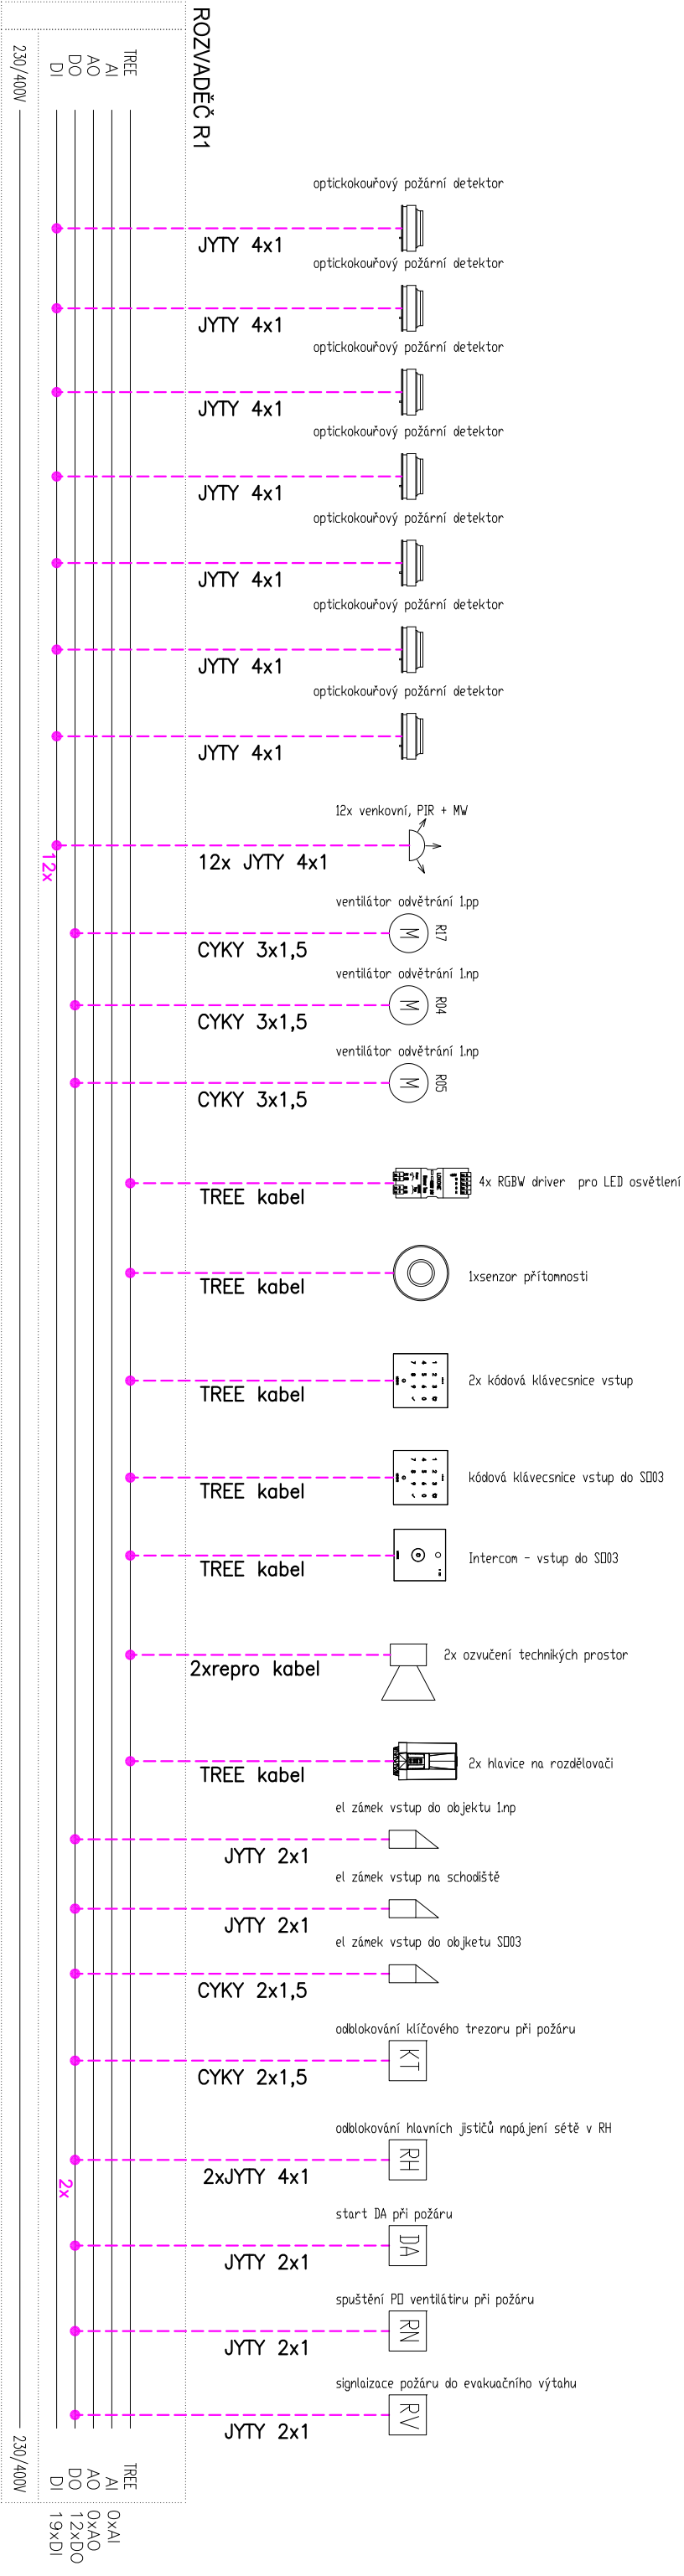 ROZVADĚČ R1
TREE
AI
AO
DO
DI
230/400V
optickokouřový požární detektor
JYTY 4x1
optickokouřový požární detektor
JYTY 4x1
optickokouřový požární detektor
JYTY 4x1
optickokouřový požární detektor
JYTY 4x1
optickokouřový požární detektor
JYTY 4x1
optickokouřový požární detektor
JYTY 4x1
optickokouřový požární detektor
JYTY 4x1
12x venkovní, PIR + MW
12x JYTY 4x1
12x
ventilátor odvětrání 1.pp
M
R17
CYKY 3x1,5
ventilátor odvětrání 1.np
M
R04
CYKY 3x1,5
ventilátor odvětrání 1.np
M
R05
CYKY 3x1,5
4x RGBW driver pro LED osvětlení
TREE kabel
1xsenzor přítomnosti
TREE kabel
2x kódová klávecsnice vstup
TREE kabel
kódová klávecsnice vstup do S▯03
TREE kabel
Intercom - vstup do S▯03
TREE kabel
2x ozvučení technikých prostor
2xrepro kabel
2x hlavice na rozdělovači
TREE kabel
el zámek vstup do objektu 1.np
JYTY 2x1
el zámek vstup na schodiště
JYTY 2x1
el zámek vstup do objketu S▯03
CYKY 2x1,5
odblokování klíčového trezoru při požáru
KT
CYKY 2x1,5
odblokování hlavních jističů napájení sétě v RH
RH
2xJYTY 4x1
2x
start DA při požáru
DA
JYTY 2x1
spuštění P▯ ventilátiru při požáru
RN
JYTY 2x1
signlaizace požáru do evakuačního výtahu
RV
JYTY 2x1
TREE
AI 0xAI
AO 0xAO
DO 12xDO
DI 19xDI
230/400V